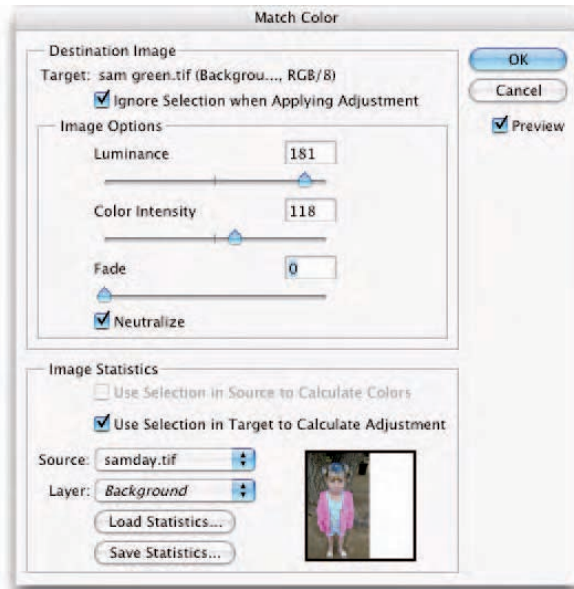 Match Color
Destination Image
Target: sam green.tif (Backgrou..., RGB/8)
Ignore Selection when Applying Adjustment
Image Options
Luminance 181
Color Intensity 118
Fade 0
Neutralize
OK
Cancel
Preview
Image Statistics
Use Selection in Source to Calculate Colors
Use Selection in Target to Calculate Adjustment
Source: samday.tif
Layer: Background
Load Statistics...
Save Statistics...